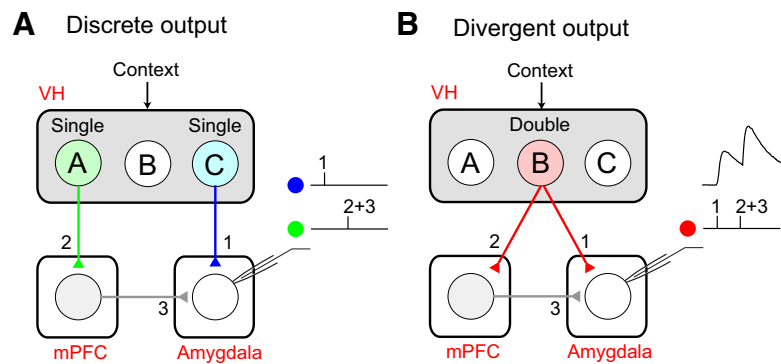 A Discrete output
Context
VH
Single Single
A B C
1
2+3
2 1
3
mPFC Amygdala
B Divergent output
Context
VH
Double
A B C
1 2+3
2 1
3
mPFC Amygdala